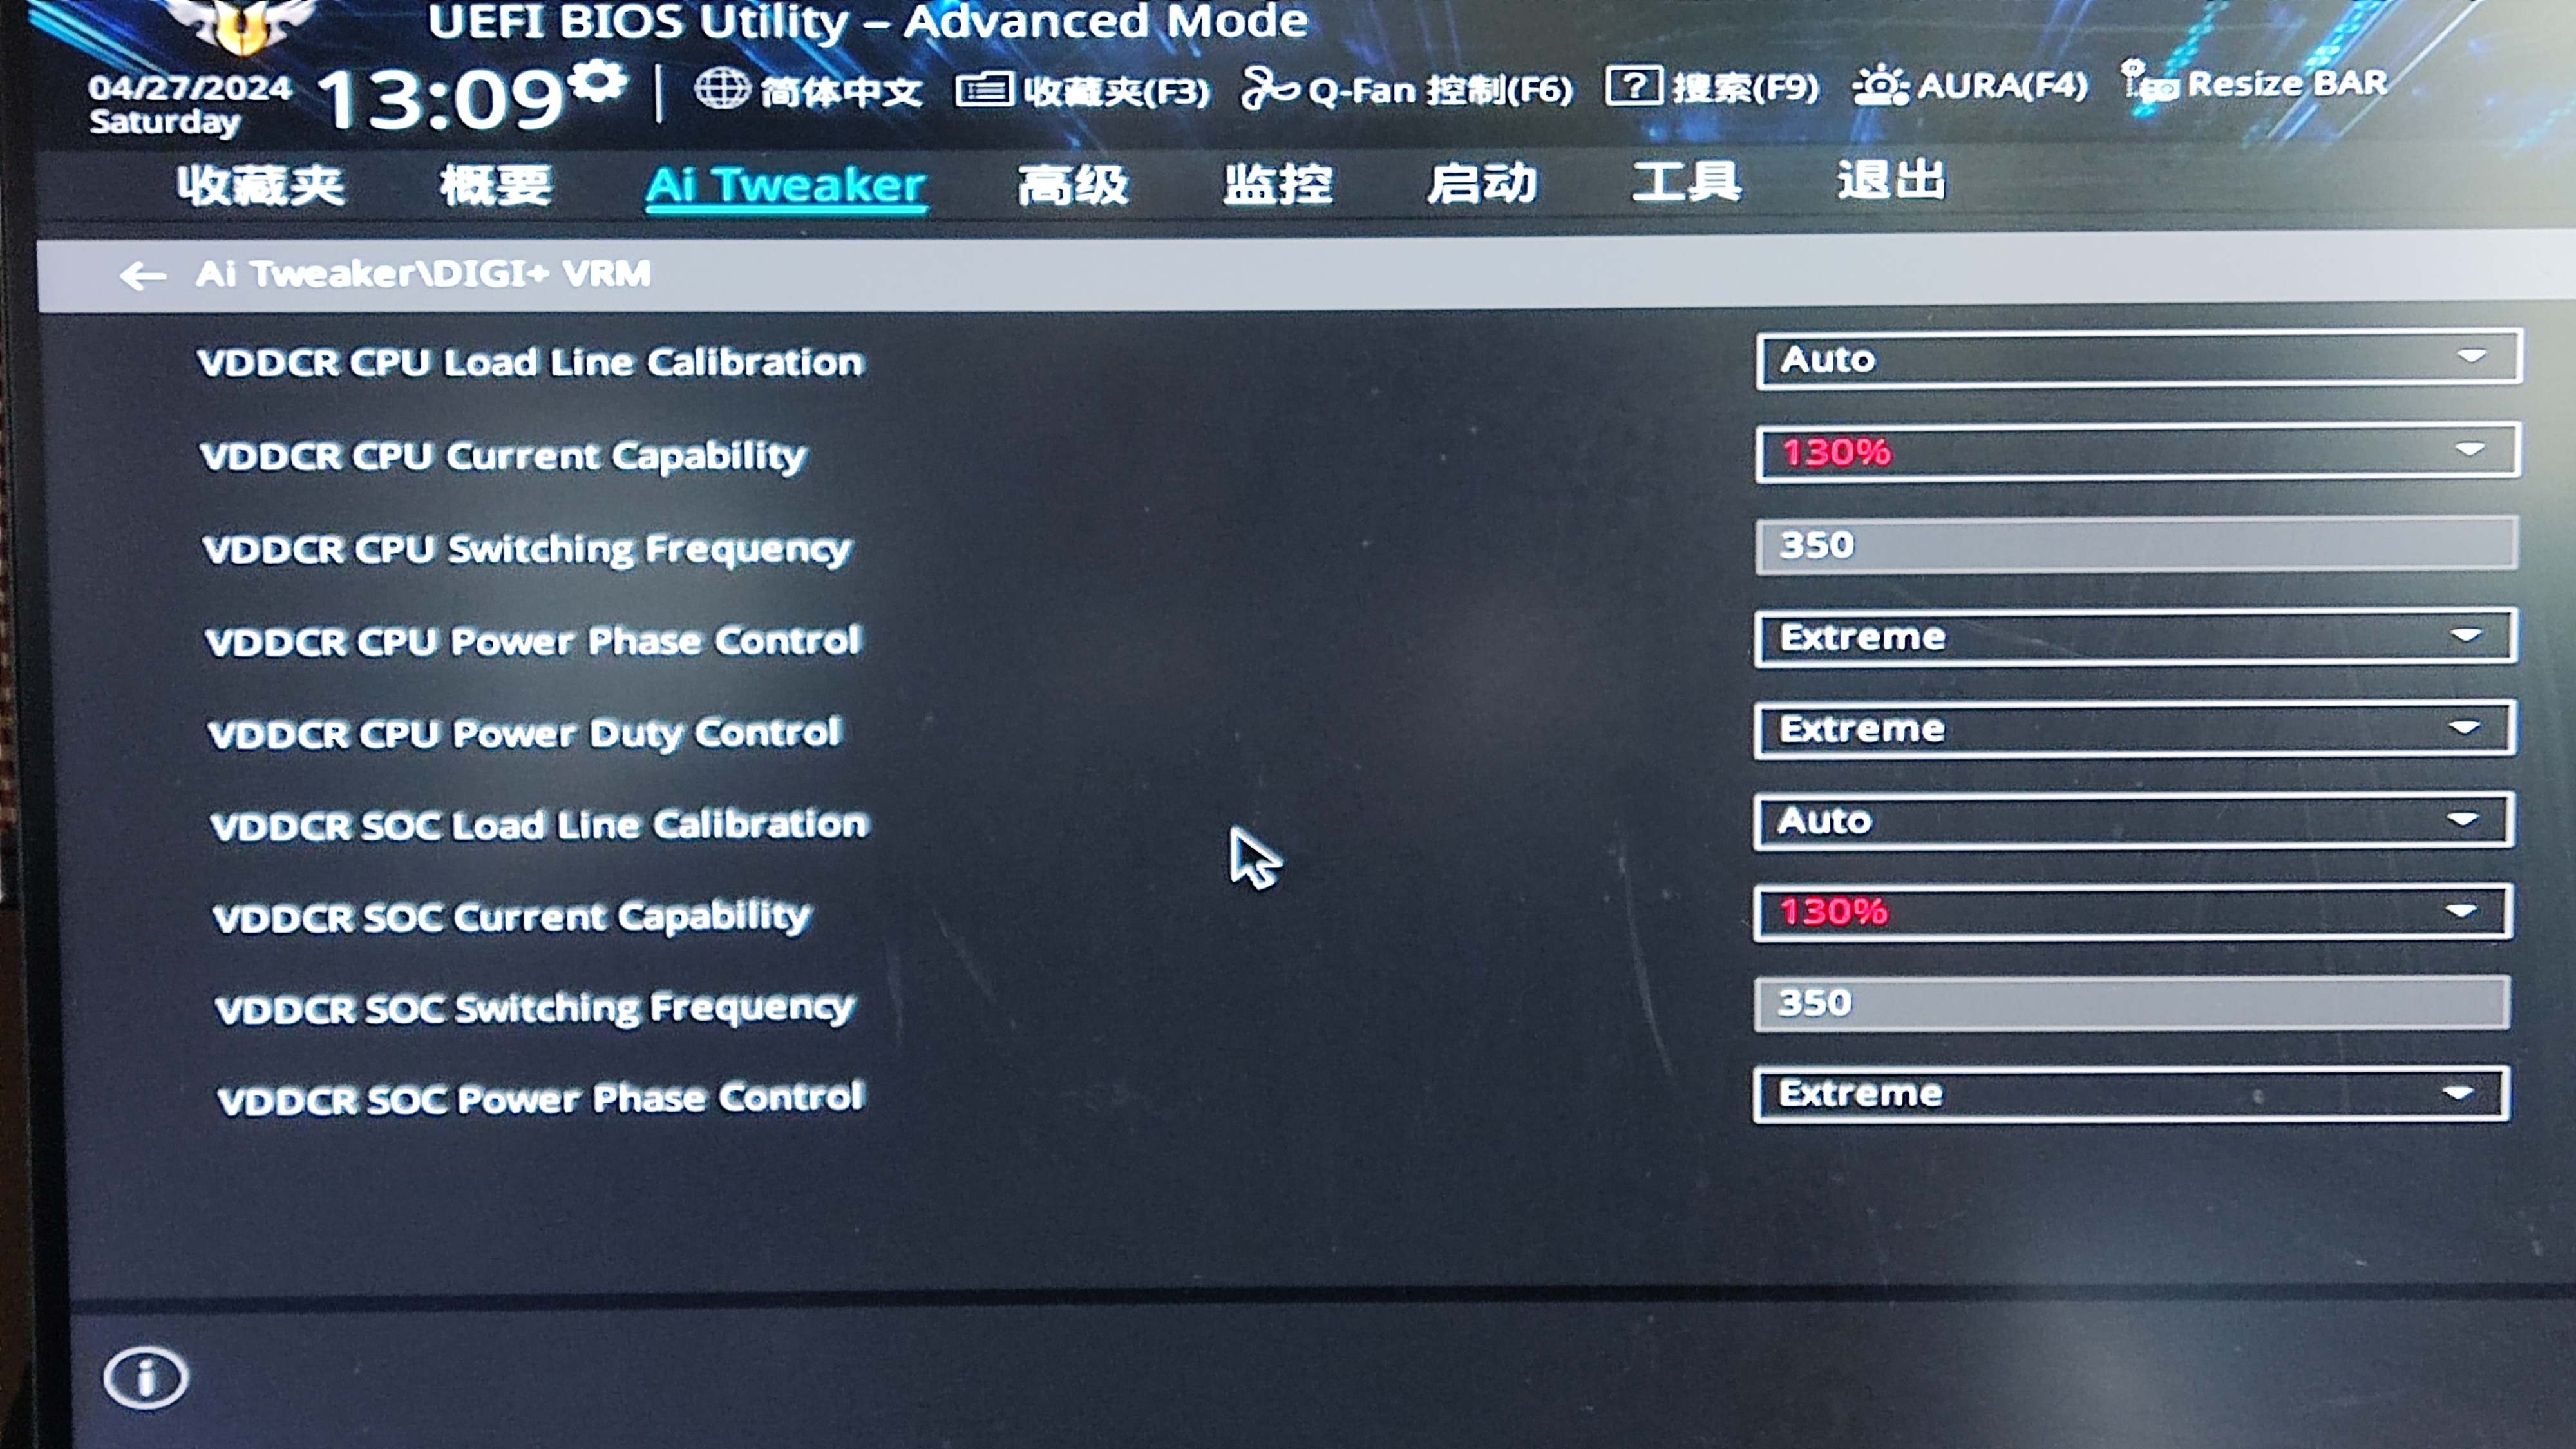 UEFI BIOS Utility – Advanced Mode
04/27/2024
Saturday
13:09
简体中文
收藏夹(F3)
Q-Fan 控制(F6)
搜索(F9)
AURA(F4)
Resize BAR
收藏夹 概要 Ai Tweaker 高级 监控 启动 工具 退出
Ai Tweaker\DIGI+ VRM
VDDCR CPU Load Line Calibration Auto
VDDCR CPU Current Capability 130%
VDDCR CPU Switching Frequency 350
VDDCR CPU Power Phase Control Extreme
VDDCR CPU Power Duty Control Extreme
VDDCR SOC Load Line Calibration Auto
VDDCR SOC Current Capability 130%
VDDCR SOC Switching Frequency 350
VDDCR SOC Power Phase Control Extreme